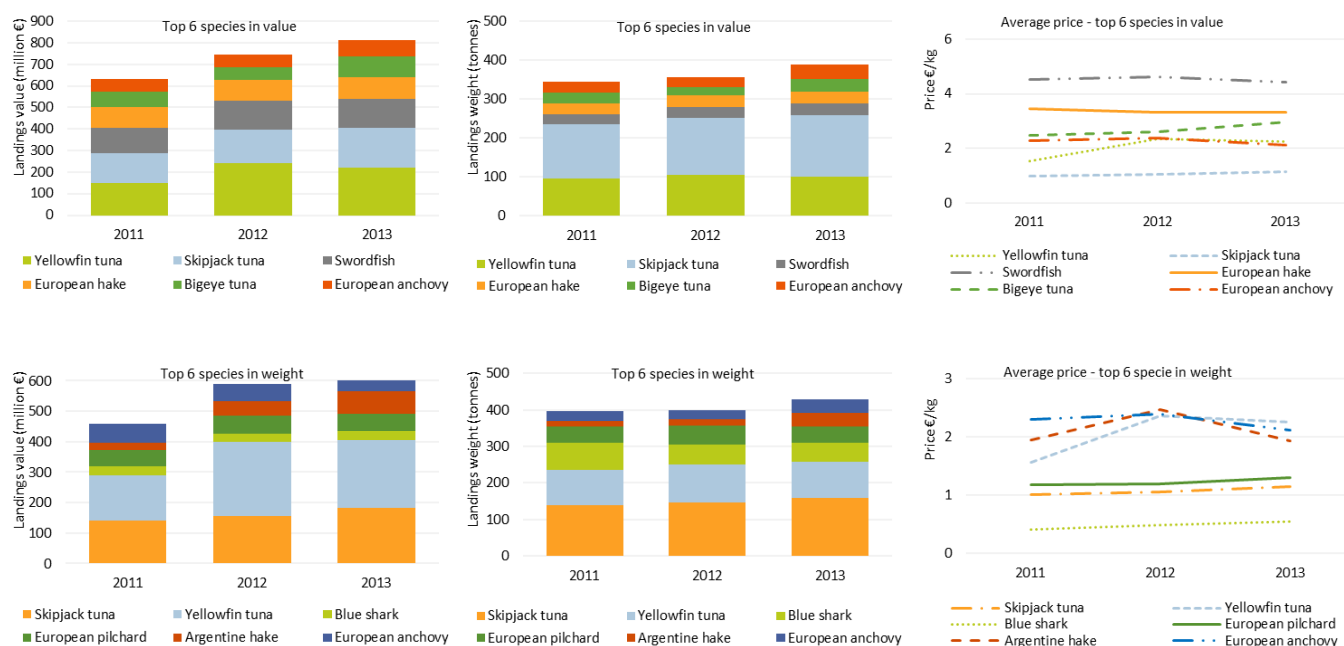 Top 6 species in value
Landings value (million €)
900
800
700
600
500
400
300
200
100
0
2011 2012 2013
Yellowfin tuna Skipjack tuna Swordfish
European hake Bigeye tuna European anchovy
Top 6 species in value
Landings weight (tonnes)
500
400
300
200
100
0
2011 2012 2013
Yellowfin tuna Skipjack tuna Swordfish
European hake Bigeye tuna European anchovy
Average price - top 6 species in value
Price €/kg
6
4
2
0
2011 2012 2013
Yellowfin tuna Skipjack tuna
Swordfish European hake
Bigeye tuna European anchovy
Top 6 species in weight
Landings value (million €)
600
500
400
300
200
100
0
2011 2012 2013
Skipjack tuna Yellowfin tuna Blue shark
European pilchard Argentine hake European anchovy
Top 6 species in weight
Landings weight (tonnes)
500
400
300
200
100
0
2011 2012 2013
Skipjack tuna Yellowfin tuna Blue shark
European pilchard Argentine hake European anchovy
Average price - top 6 specie in weight
Price €/kg
3
2
1
0
2011 2012 2013
Skipjack tuna Yellowfin tuna
Blue shark European pilchard
Argentine hake European anchovy